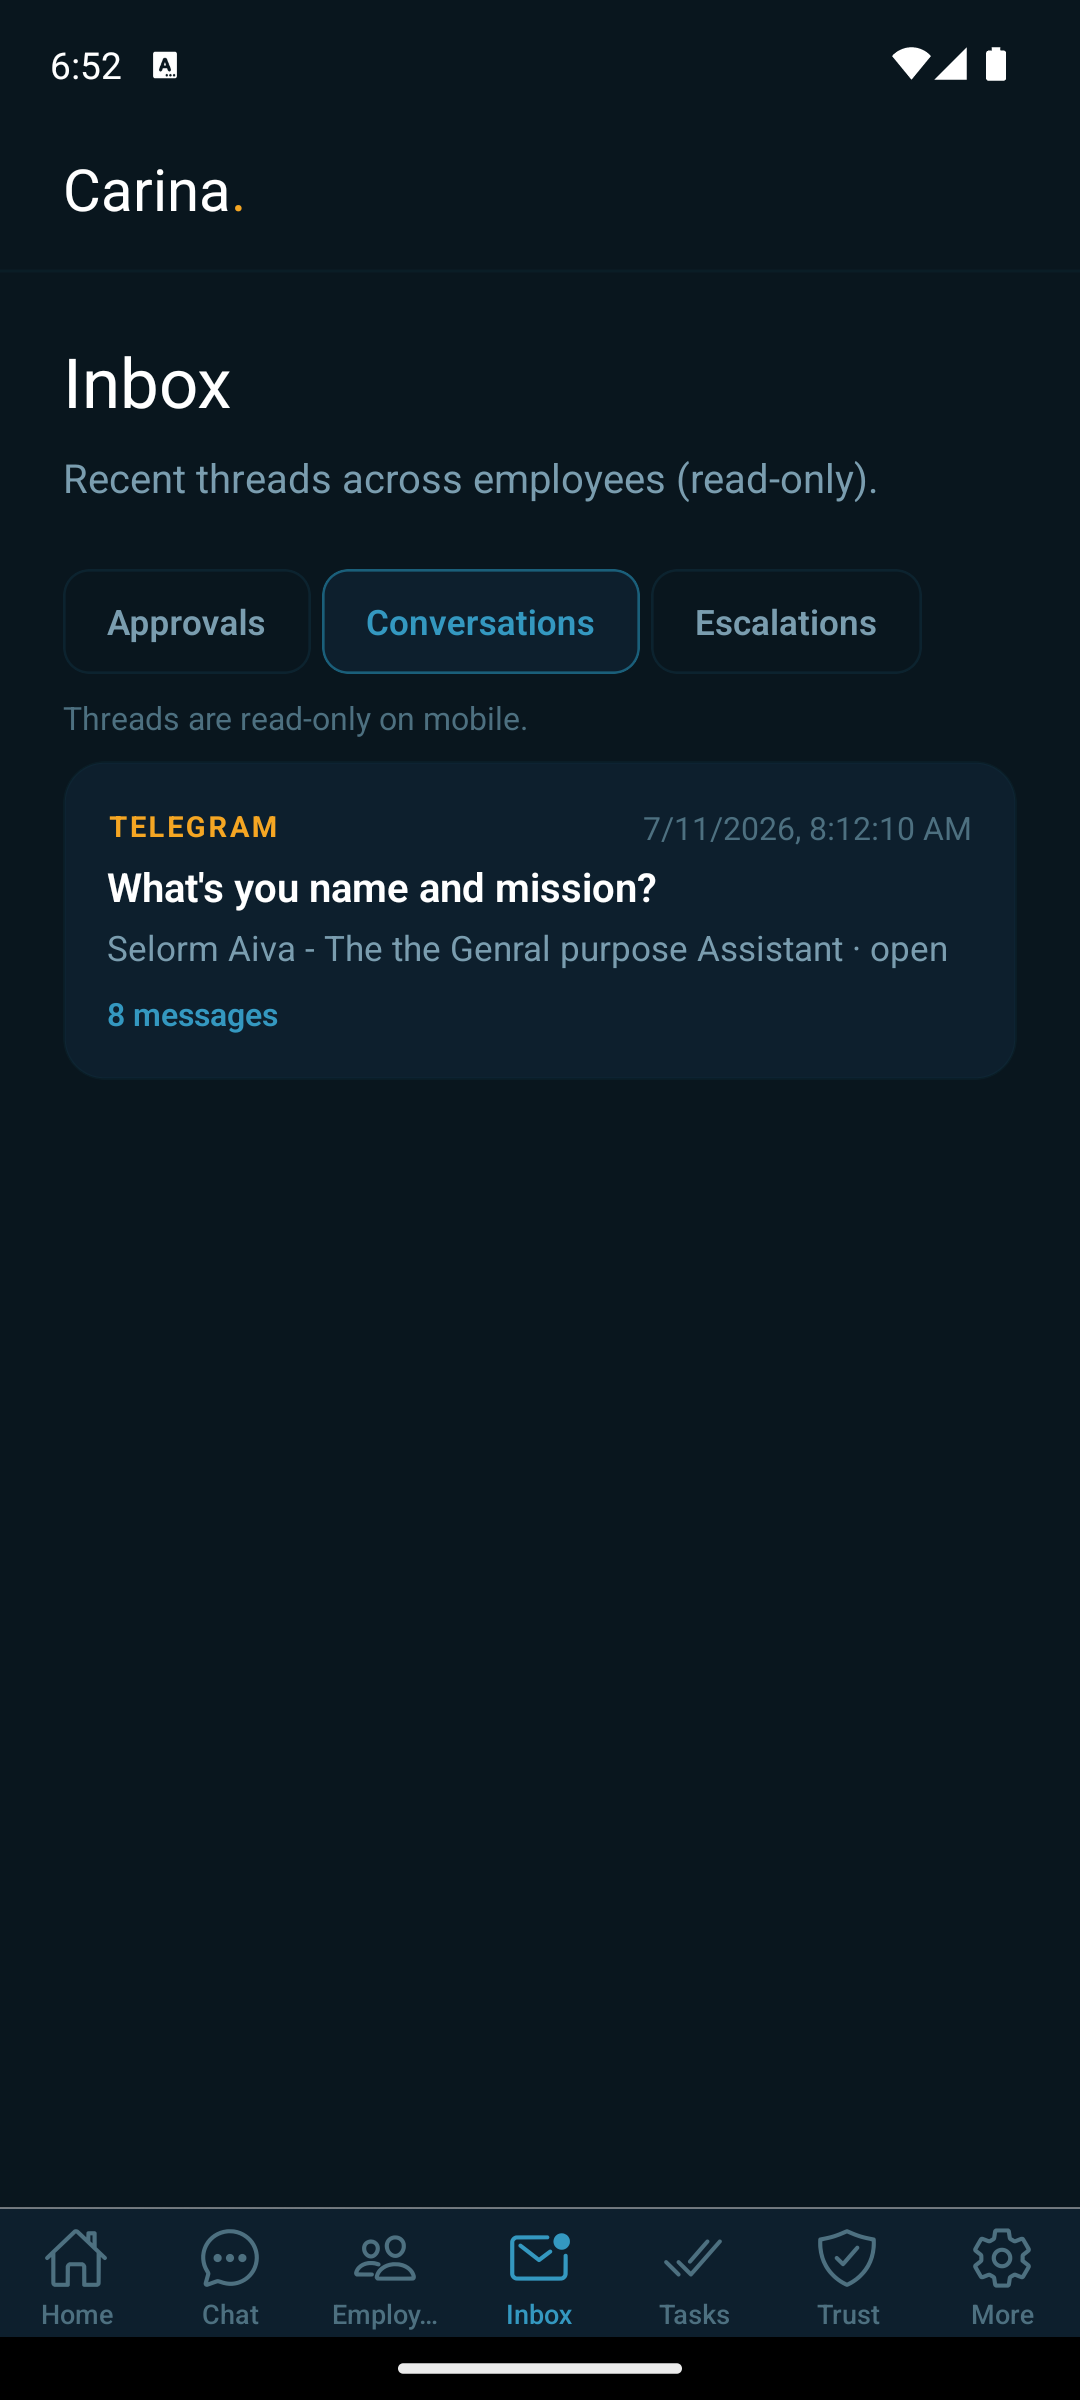 6:52
Carina.
Inbox
Recent threads across employees (read-only).
Approvals
Conversations
Escalations
Threads are read-only on mobile.
TELEGRAM
7/11/2026, 8:12:10 AM
What's you name and mission?
Selorm Aiva - The the Genral purpose Assistant · open
8 messages
Home
Chat
Employ...
Inbox
Tasks
Trust
More